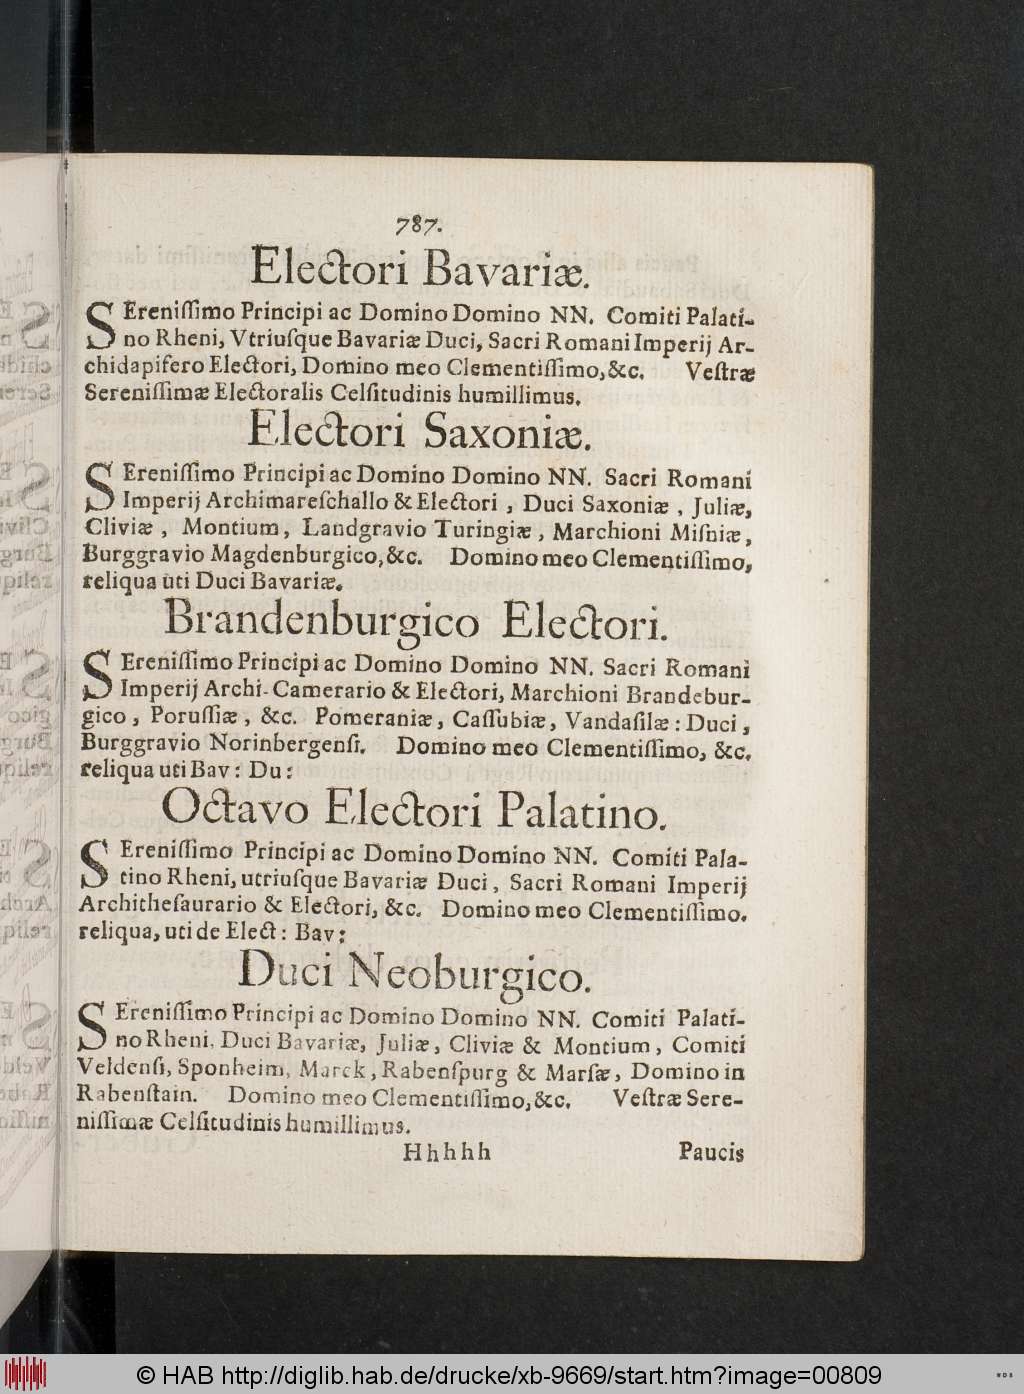 787.
Electori Bavariæ.
SEreniſſimo Principi ac Domino Domino NN. Comiti Palati-
no Rheni, Vtriuſque Bavariæ Duci, Sacri Romani Imperij Ar-
chidapifero Electori, Domino meo Clementiſſimo, &c. Veſtræ
Sereniſſimæ Electoralis Celſitudinis humillimus.
Electori Saxoniæ.
SEreniſſimo Principi ac Domino Domino NN. Sacri Romani
Imperij Archimareſchallo & Electori, Duci Saxoniæ, Juliæ,
Cliviæ, Montium, Landgravio Turingiæ, Marchioni Miſniæ,
Burggravio Magdenburgico, &c. Domino meo Clementiſſimo,
reliqua uti Duci Bavariæ.
Brandenburgico Electori.
SEreniſſimo Principi ac Domino Domino NN. Sacri Romani
Imperij Archi-Camerario & Electori, Marchioni Brandebur-
gico, Poruſſiæ, &c. Pomeraniæ, Caſſubiæ, Vandaſilæ: Duci,
Burggravio Norinbergenſi. Domino meo Clementiſſimo, &c.
reliqua uti Bav: Du:
Octavo Electori Palatino.
SEreniſſimo Principi ac Domino Domino NN. Comiti Pala-
tino Rheni, utriuſque Bavariæ Duci, Sacri Romani Imperij
Architheſaurario & Electori, &c. Domino meo Clementiſſimo.
reliqua, uti de Elect: Bav:
Duci Neoburgico.
SEreniſſimo Principi ac Domino Domino NN. Comiti Palati-
no Rheni, Duci Bavariæ, Juliæ, Cliviæ & Montium, Comiti
Veldenſi, Sponheim, Marck, Rabenſpurg & Marſæ, Domino in
Rabenſtain. Domino meo Clementiſſimo, &c. Veſtræ Sere-
niſſimæ Celſitudinis humillimus.
Hhhhh Paucis
© HAB http://diglib.hab.de/drucke/xb-9669/start.htm?image=00809